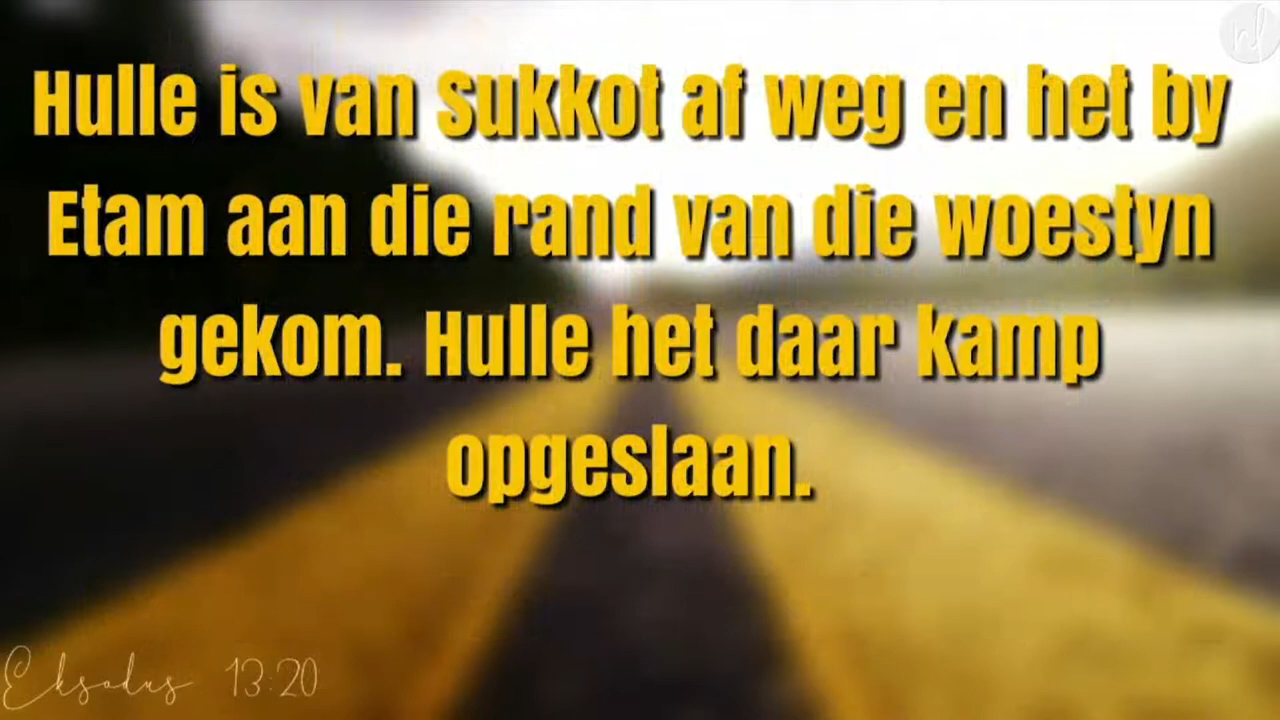 Hulle is van Sukkot af weg en het by
Etam aan die rand van die woestyn
gekom. Hulle het daar kamp
opgeslaan.
Eksodus 13:20